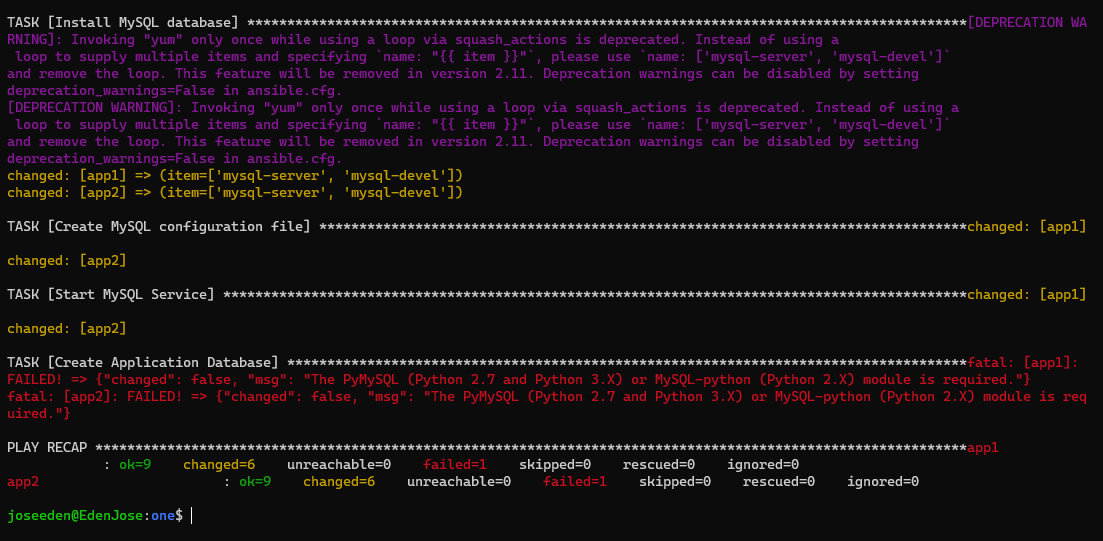 TASK [Install MySQL database] ******************************************************************************************[DEPRECATION WA
RNING]: Invoking "yum" only once while using a loop via squash_actions is deprecated. Instead of using a
 loop to supply multiple items and specifying `name: "{{ item }}"`, please use `name: ['mysql-server', 'mysql-devel']`
and remove the loop. This feature will be removed in version 2.11. Deprecation warnings can be disabled by setting
deprecation_warnings=False in ansible.cfg.
[DEPRECATION WARNING]: Invoking "yum" only once while using a loop via squash_actions is deprecated. Instead of using a
 loop to supply multiple items and specifying `name: "{{ item }}"`, please use `name: ['mysql-server', 'mysql-devel']`
and remove the loop. This feature will be removed in version 2.11. Deprecation warnings can be disabled by setting
deprecation_warnings=False in ansible.cfg.
changed: [app1] => (item=['mysql-server', 'mysql-devel'])
changed: [app2] => (item=['mysql-server', 'mysql-devel'])
TASK [Create MySQL configuration file] *********************************************************************************changed: [app1]
changed: [app2]
TASK [Start MySQL Service] *********************************************************************************************changed: [app1]
changed: [app2]
TASK [Create Application Database] *************************************************************************************fatal: [app1]:
FAILED! => {"changed": false, "msg": "The PyMySQL (Python 2.7 and Python 3.X) or MySQL-python (Python 2.X) module is required."}
fatal: [app2]: FAILED! => {"changed": false, "msg": "The PyMySQL (Python 2.7 and Python 3.X) or MySQL-python (Python 2.X) module is req
uired."}
PLAY RECAP *************************************************************************************************************app1
            : ok=9    changed=6    unreachable=0    failed=1    skipped=0    rescued=0    ignored=0
app2                       : ok=9    changed=6    unreachable=0    failed=1    skipped=0    rescued=0    ignored=0
joseeden@EdenJose:one$